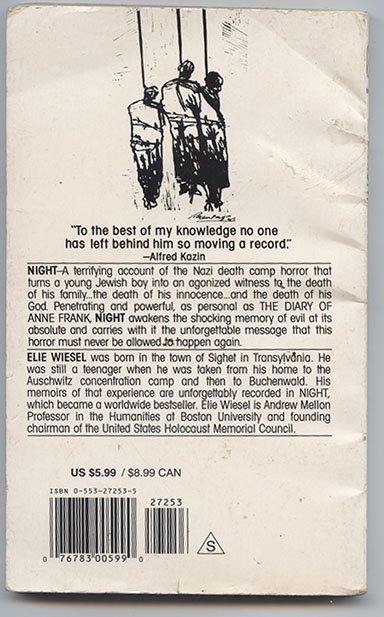 "To the best of my knowledge no one
has left behind him so moving a record."
—Alfred Kazin
NIGHT—A terrifying account of the Nazi death camp horror that
turns a young Jewish boy into an agonized witness to the death
of his family...the death of his innocence...and the death of his
God. Penetrating and powerful, as personal as THE DIARY OF
ANNE FRANK, NIGHT awakens the shocking memory of evil at its
absolute and carries with it the unforgettable message that this
horror must never be allowed to happen again.
ELIE WIESEL was born in the town of Sighet in Transylvania. He
was still a teenager when he was taken from his home to the
Auschwitz concentration camp and then to Buchenwald. His
memoirs of that experience are unforgettably recorded in NIGHT,
which became a worldwide bestseller. Elie Wiesel is Andrew Mellon
Professor in the Humanities at Boston University and founding
chairman of the United States Holocaust Memorial Council.
US $5.99 / $8.99 CAN
ISBN 0-553-27253-5
27253
0 76783 00599 0
S